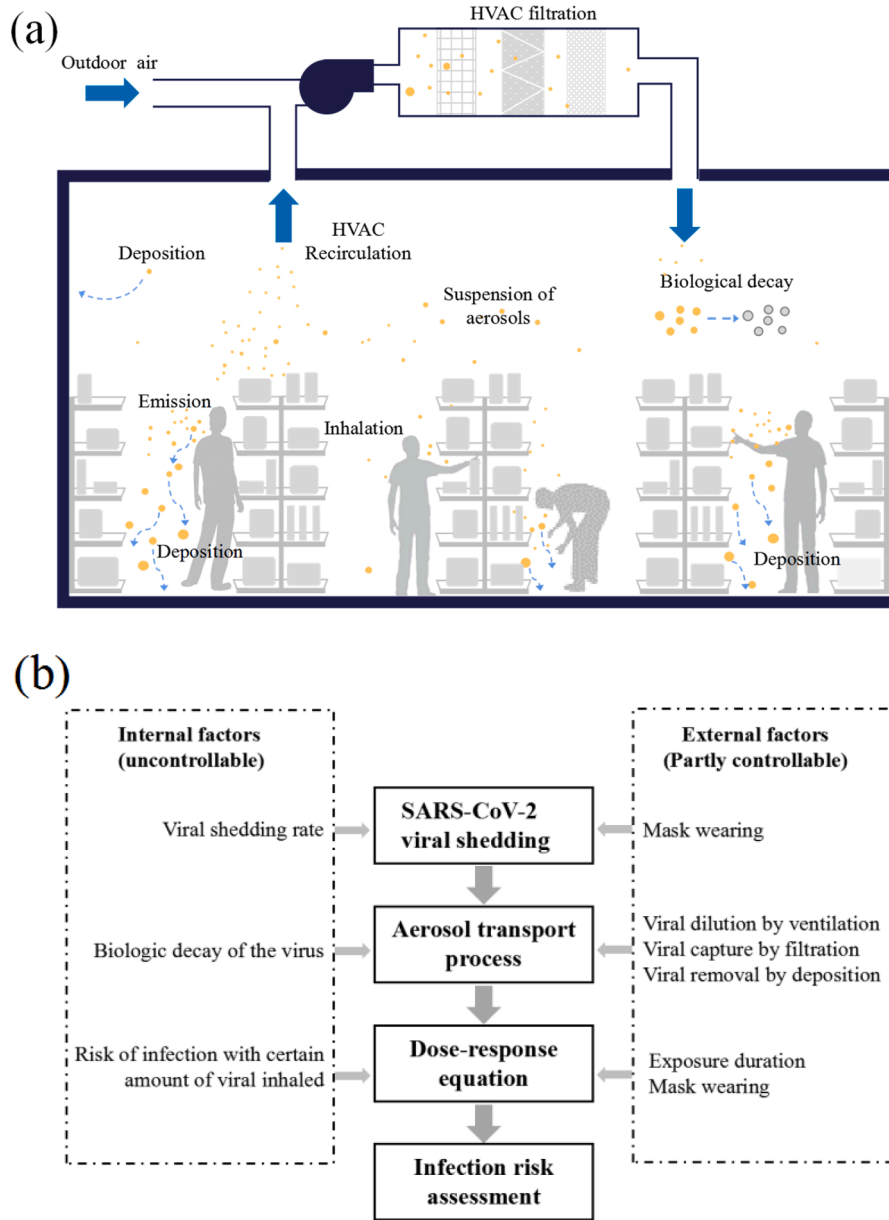 (a)
HVAC filtration
Outdoor air
HVAC
Recirculation
Deposition
Biological decay
Suspension of
aerosols
Emission
Inhalation
Deposition
Deposition
(b)
Internal factors
(uncontrollable)
External factors
(Partly controllable)
SARS-CoV-2
viral shedding
Viral shedding rate
Mask wearing
Aerosol transport
process
Biologic decay of the virus
Viral dilution by ventilation
Viral capture by filtration
Viral removal by deposition
Dose-response
equation
Risk of infection with certain
amount of viral inhaled
Exposure duration
Mask wearing
Infection risk
assessment